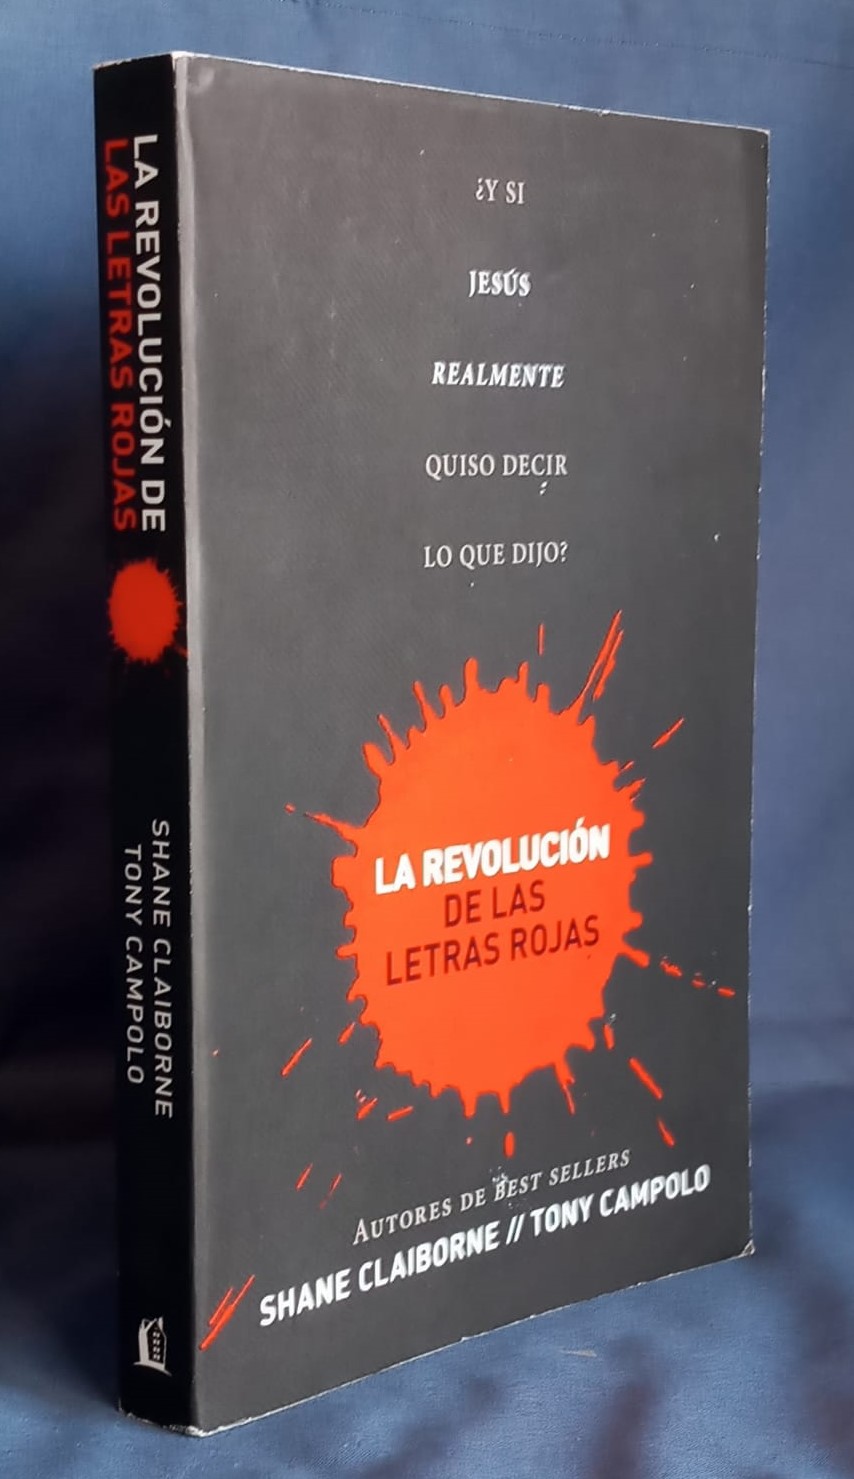 LA REVOLUCIÓN DE
LAS LETRAS ROJAS
SHANE CLAIBORNE
TONY CAMPOLO
¿Y SI
JESÚS
REALMENTE
QUISO DECIR
LO QUE DIJO?
LA REVOLUCIÓN
DE LAS
LETRAS ROJAS
AUTORES DE BEST SELLERS
SHANE CLAIBORNE // TONY CAMPOLO